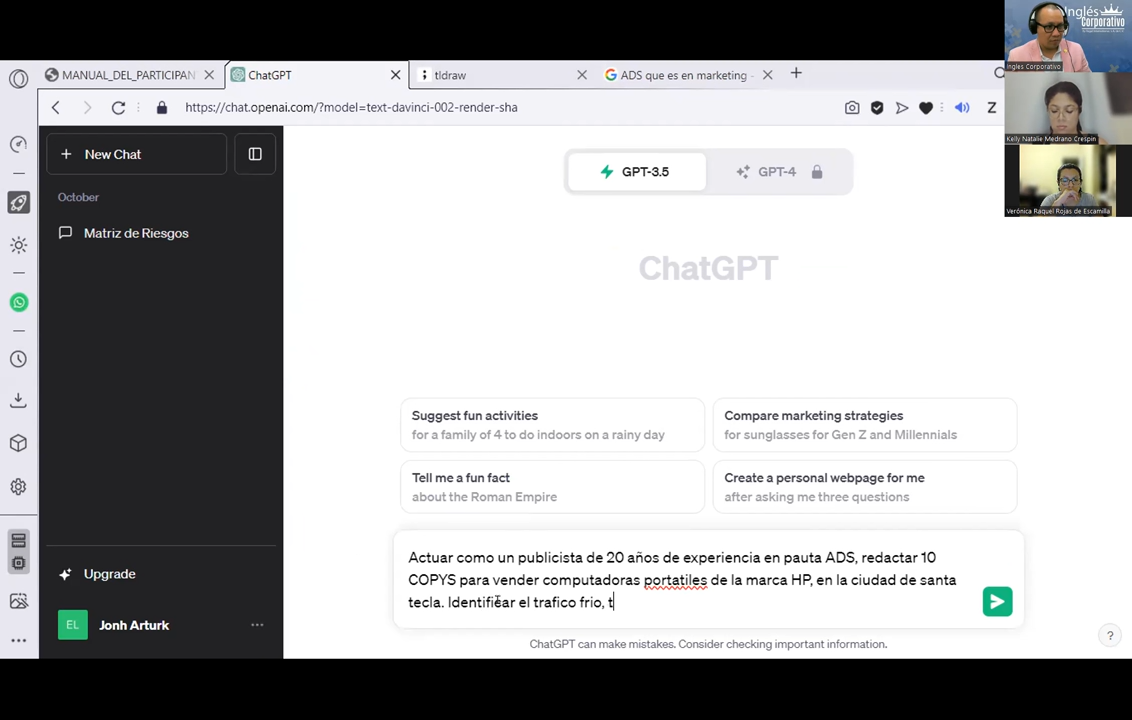 Inglés
Corporativo
Ingles Corporativo
MANUAL_DEL_PARTICIPAN
ChatGPT
tldraw
ADS que es en marketing -
https://chat.openai.com/?model=text-davinci-002-render-sha
Kelly Natalie Medrano Crespin
New Chat
GPT-3.5
GPT-4
October
Verónica Raquel Rojas de Escamilla
Matriz de Riesgos
ChatGPT
Suggest fun activities
for a family of 4 to do indoors on a rainy day
Compare marketing strategies
for sunglasses for Gen Z and Millennials
Tell me a fun fact
about the Roman Empire
Create a personal webpage for me
after asking me three questions
Actuar como un publicista de 20 años de experiencia en pauta ADS, redactar 10
COPYS para vender computadoras portatiles de la marca HP, en la ciudad de santa
tecla. Identificar el trafico frio, t
Upgrade
EL
Jonh Arturk
ChatGPT can make mistakes. Consider checking important information.
?